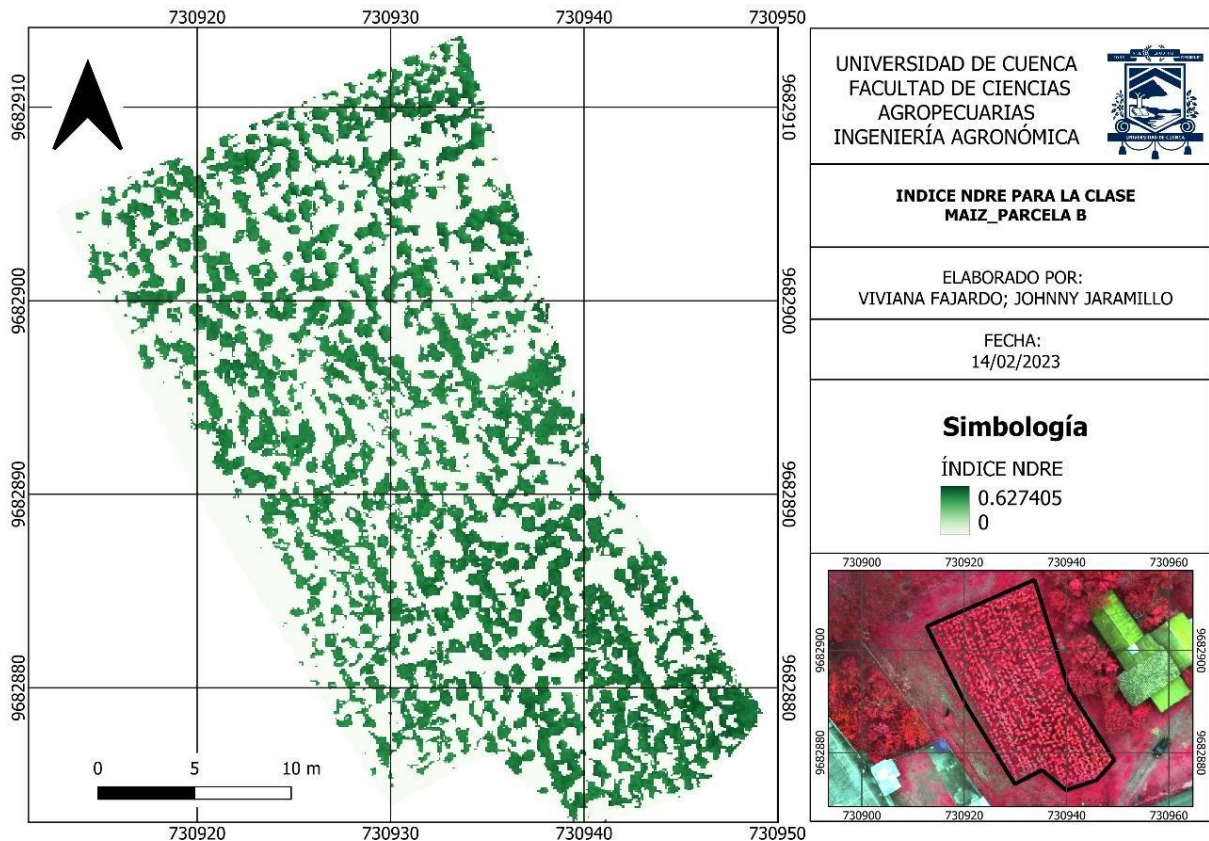 730920 730930 730940 730950
9682910 9682910
9682900 9682900
9682890 9682890
9682880 9682880
0 5 10 m
730920 730930 730940 730950
UNIVERSIDAD DE CUENCA
FACULTAD DE CIENCIAS
AGROPECUARIAS
INGENIERÍA AGRONÓMICA
UNIVERSIDAD DE CUENCA
INDICE NDRE PARA LA CLASE
MAIZ_PARCELA B
ELABORADO POR:
VIVIANA FAJARDO; JOHNNY JARAMILLO
FECHA:
14/02/2023
Simbología
ÍNDICE NDRE
0.627405
0
730900 730920 730940 730960
9682900 9682900
9682880 9682880
730900 730920 730940 730960